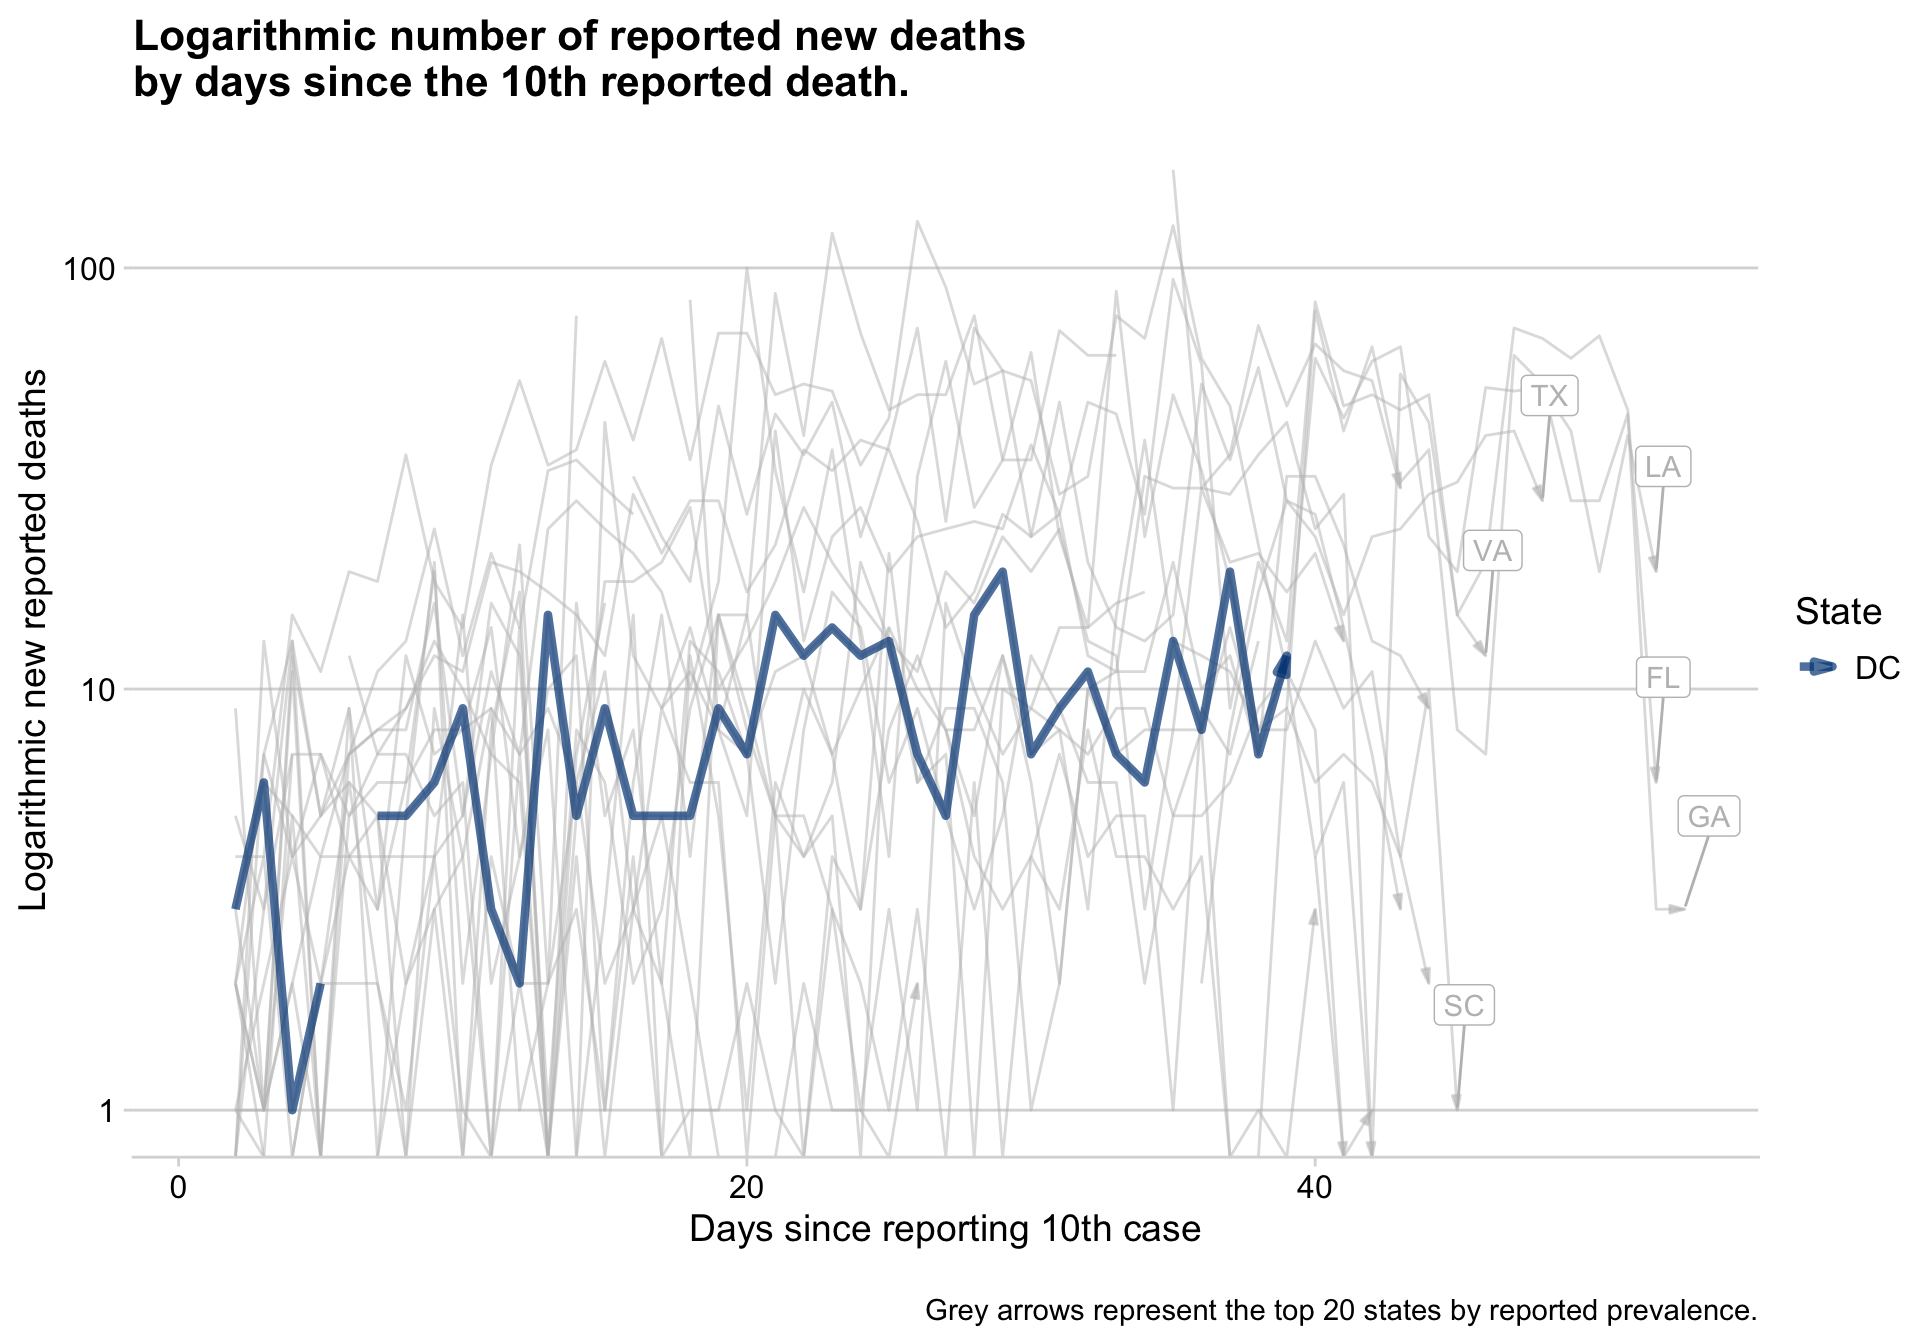 Logarithmic number of reported new deaths
by days since the 10th reported death.
Logarithmic new reported deaths
100
10
1
TX
LA
VA
FL
GA
SC
State
DC
0
20
40
Days since reporting 10th case
Grey arrows represent the top 20 states by reported prevalence.